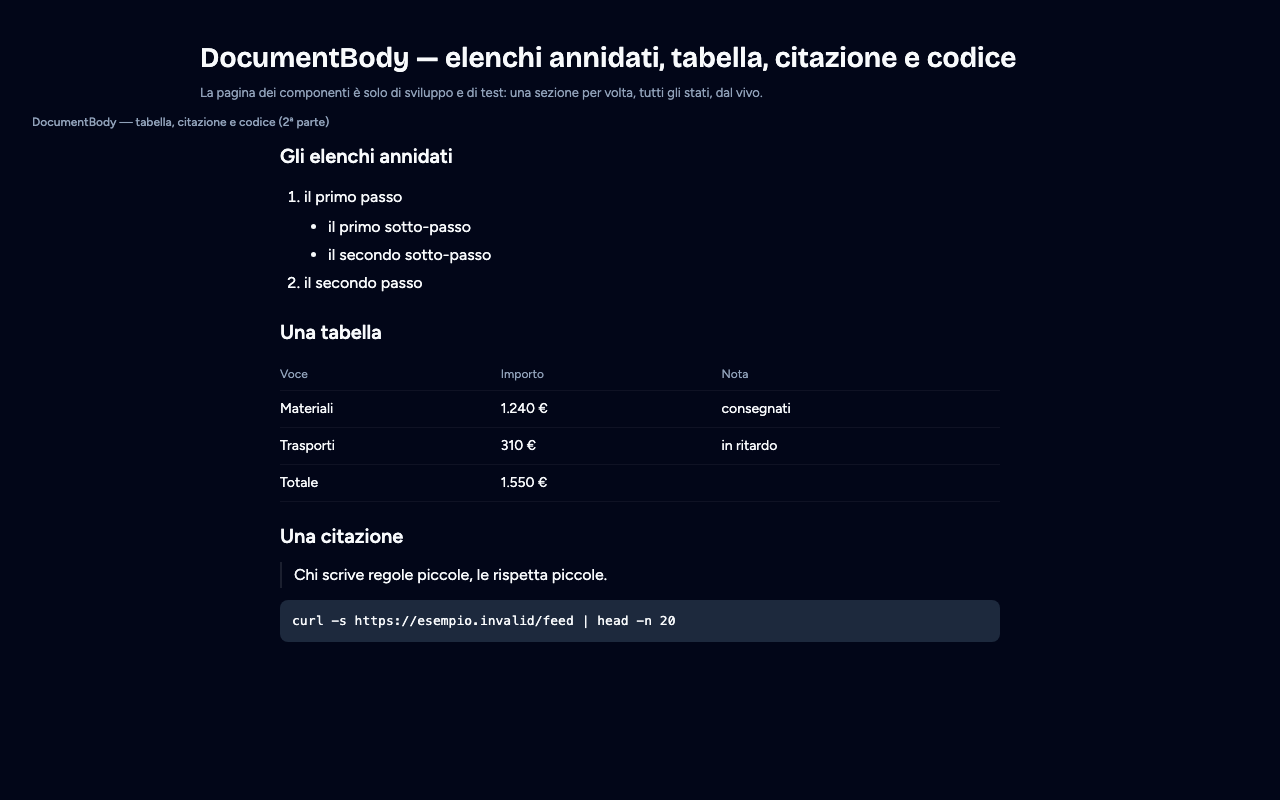 DocumentBody — elenchi annidati, tabella, citazione e codice
La pagina dei componenti è solo di sviluppo e di test: una sezione per volta, tutti gli stati, dal vivo.
DocumentBody — tabella, citazione e codice (2ª parte)
Gli elenchi annidati
1. il primo passo
• il primo sotto-passo
• il secondo sotto-passo
2. il secondo passo
Una tabella
Voce Importo Nota
Materiali 1.240 € consegnati
Trasporti 310 € in ritardo
Totale 1.550 €
Una citazione
Chi scrive regole piccole, le rispetta piccole.
curl -s https://esempio.invalid/feed | head -n 20